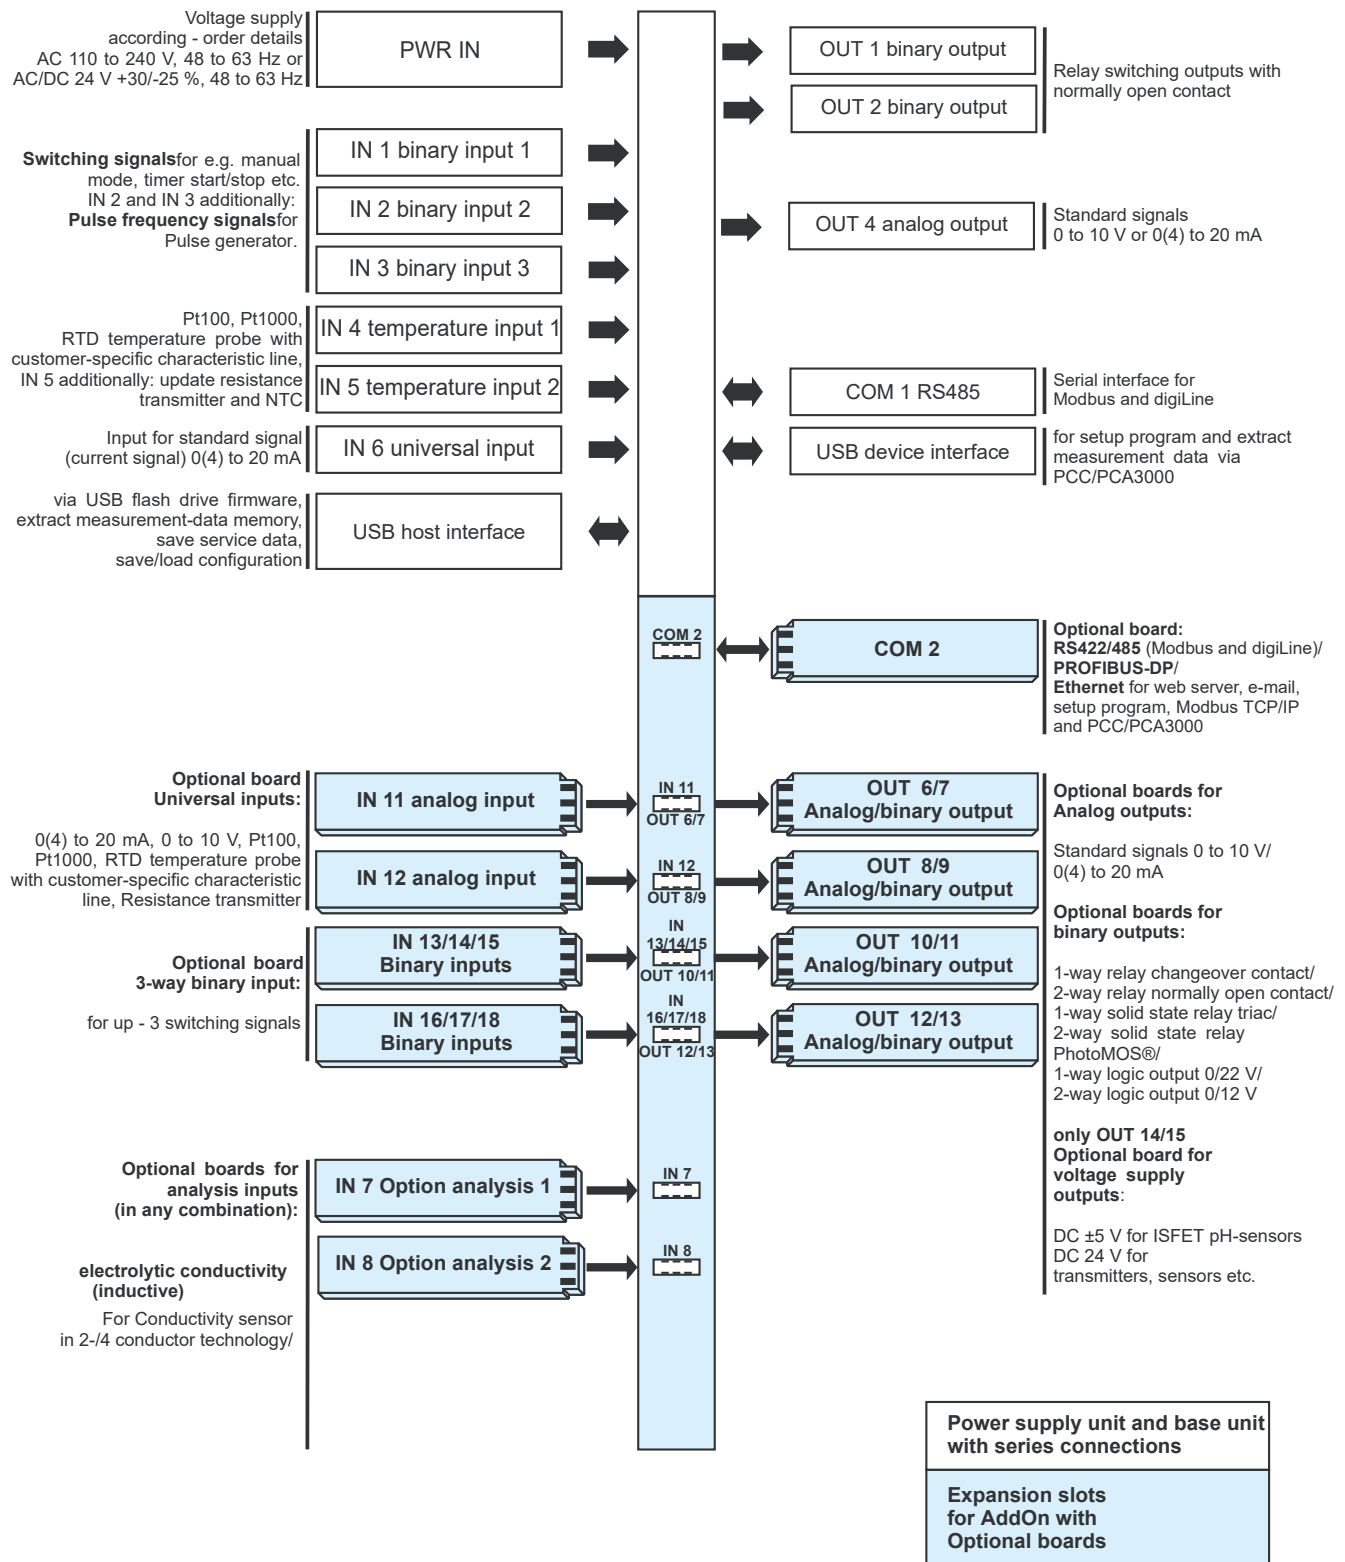 Voltage supply
according - order details
AC 110 to 240 V, 48 to 63 Hz or
AC/DC 24 V +30/-25 %, 48 to 63 Hz
PWR IN
OUT 1 binary output
OUT 2 binary output
Relay switching outputs with
normally open contact
Switching signalsfor e.g. manual
mode, timer start/stop etc.
IN 2 and IN 3 additionally:
Pulse frequency signalsfor
Pulse generator.
IN 1 binary input 1
IN 2 binary input 2
IN 3 binary input 3
OUT 4 analog output
Standard signals
0 to 10 V or 0(4) to 20 mA
Pt100, Pt1000,
RTD temperature probe with
customer-specific characteristic line,
IN 5 additionally: update resistance
transmitter and NTC
IN 4 temperature input 1
IN 5 temperature input 2
COM 1 RS485
Serial interface for
Modbus and digiLine
Input for standard signal
(current signal) 0(4) to 20 mA
IN 6 universal input
USB device interface
for setup program and extract
measurement data via
PCC/PCA3000
via USB flash drive firmware,
extract measurement-data memory,
save service data,
save/load configuration
USB host interface
COM 2
COM 2
Optional board:
RS422/485 (Modbus and digiLine)/
PROFIBUS-DP/
Ethernet for web server, e-mail,
setup program, Modbus TCP/IP
and PCC/PCA3000
Optional board
Universal inputs:
0(4) to 20 mA, 0 to 10 V, Pt100,
Pt1000, RTD temperature probe
with customer-specific characteristic
line, Resistance transmitter
IN 11 analog input
IN 11
OUT 6/7
OUT 6/7
Analog/binary output
IN 12 analog input
IN 12
OUT 8/9
OUT 8/9
Analog/binary output
Optional board
3-way binary input:
for up - 3 switching signals
IN 13/14/15
Binary inputs
IN
13/14/15
OUT 10/11
OUT 10/11
Analog/binary output
IN 16/17/18
Binary inputs
IN
16/17/18
OUT 12/13
OUT 12/13
Analog/binary output
Optional boards for
Analog outputs:
Standard signals 0 to 10 V/
0(4) to 20 mA
Optional boards for
binary outputs:
1-way relay changeover contact/
2-way relay normally open contact/
1-way solid state relay triac/
2-way solid state relay
PhotoMOS®/
1-way logic output 0/22 V/
2-way logic output 0/12 V
only OUT 14/15
Optional board for
voltage supply
outputs:
DC ±5 V for ISFET pH-sensors
DC 24 V for
transmitters, sensors etc.
Optional boards for
analysis inputs
(in any combination):
electrolytic conductivity
(inductive)
For Conductivity sensor
in 2-/4 conductor technology/
IN 7 Option analysis 1
IN 7
IN 8 Option analysis 2
IN 8
Power supply unit and base unit
with series connections
Expansion slots
for AddOn with
Optional boards